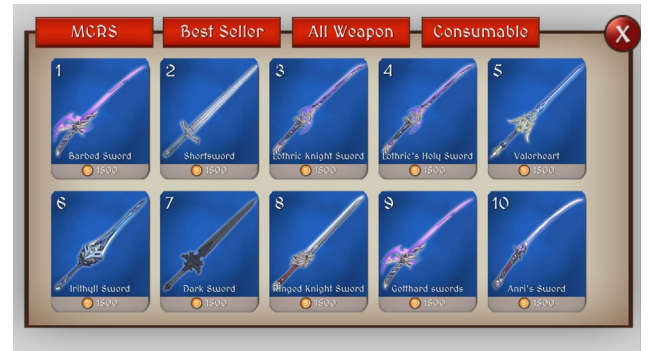 MCRS
Best Seller
All Weapon
Consumable
X
1
Barbed Sword
1500
2
Shortsword
1500
3
Lothric Knight Sword
1500
4
Lothric's Holy Sword
1500
5
Valorheart
1500
6
Irithyll Sword
1500
7
Dark Sword
1500
8
Ringed Knight Sword
1500
9
Gotthard swords
1500
10
Anri's Sword
1500